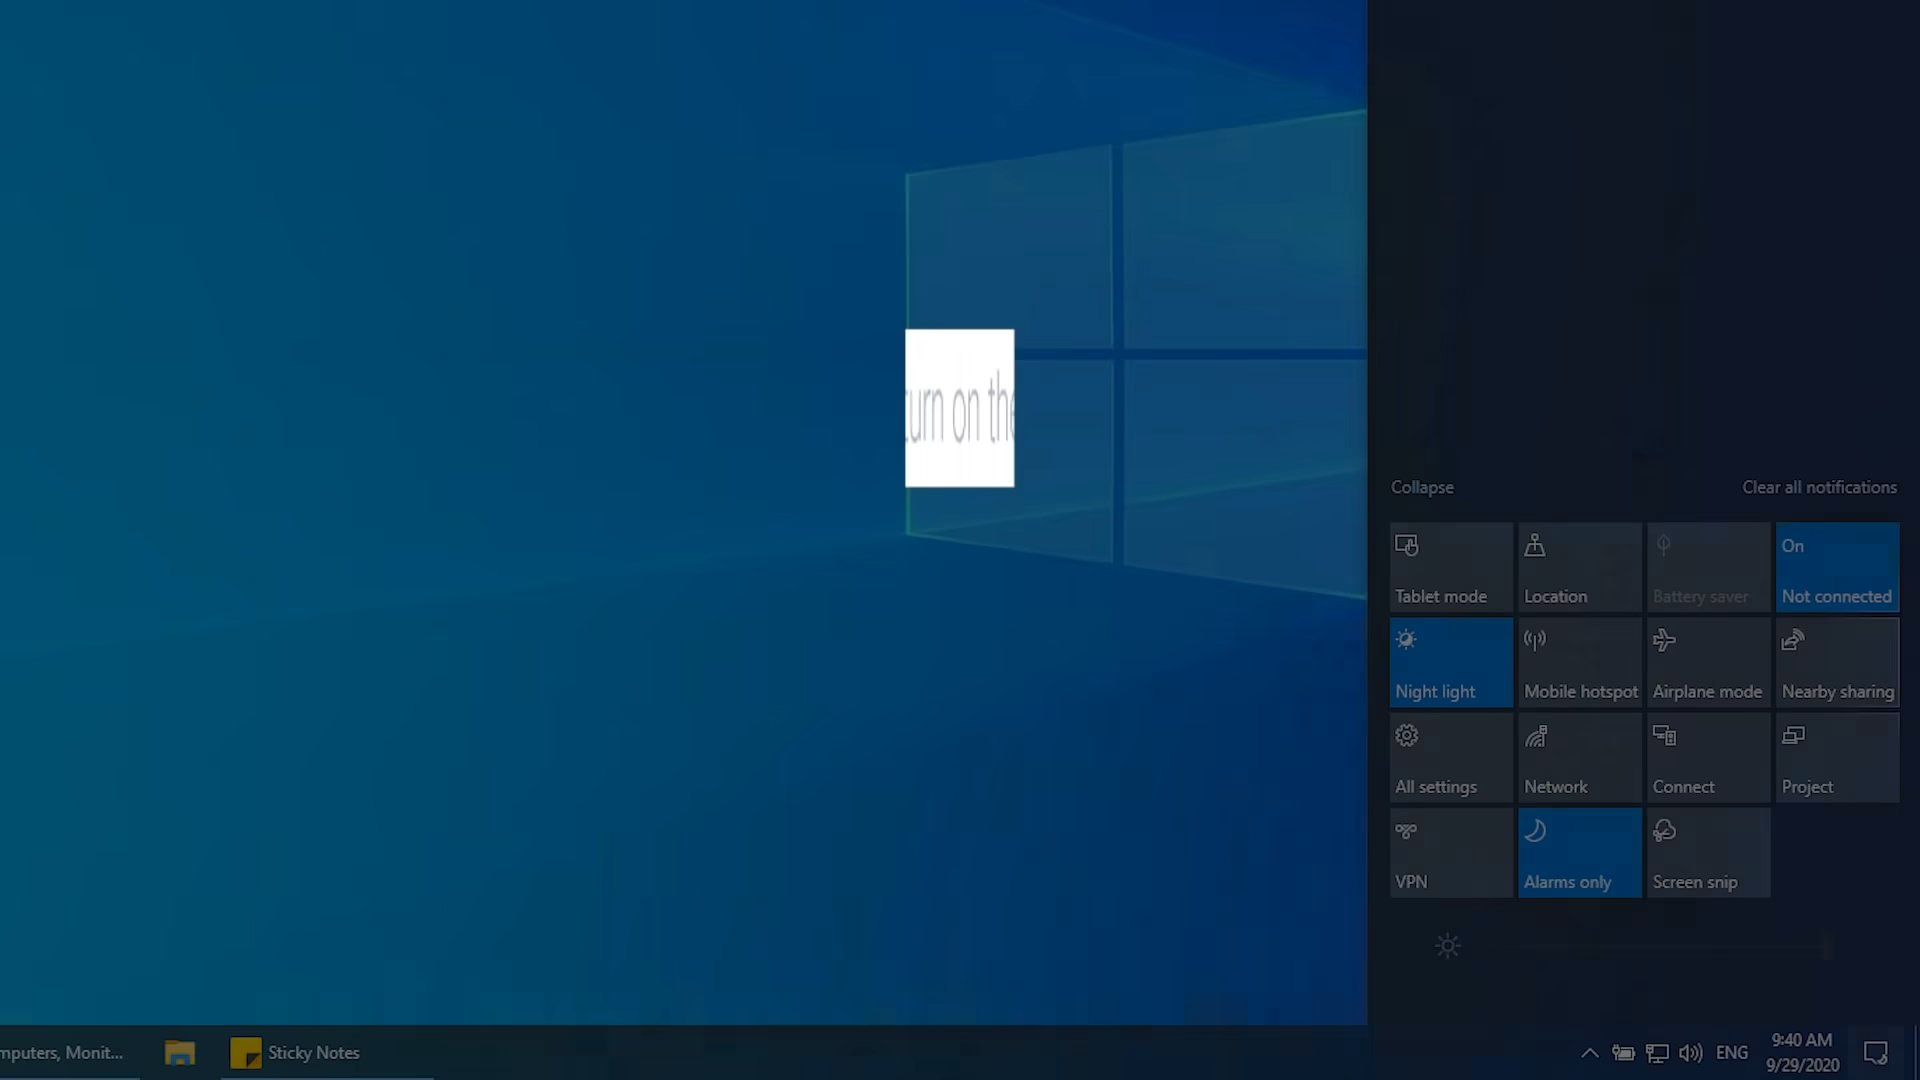 turn on the
Collapse
Clear all notifications
Tablet mode
Location
Battery saver
On
Not connected
Night light
Mobile hotspot
Airplane mode
Nearby sharing
All settings
Network
Connect
Project
VPN
Alarms only
Screen snip
mputers, Monit...
Sticky Notes
ENG
9:40 AM
9/29/2020